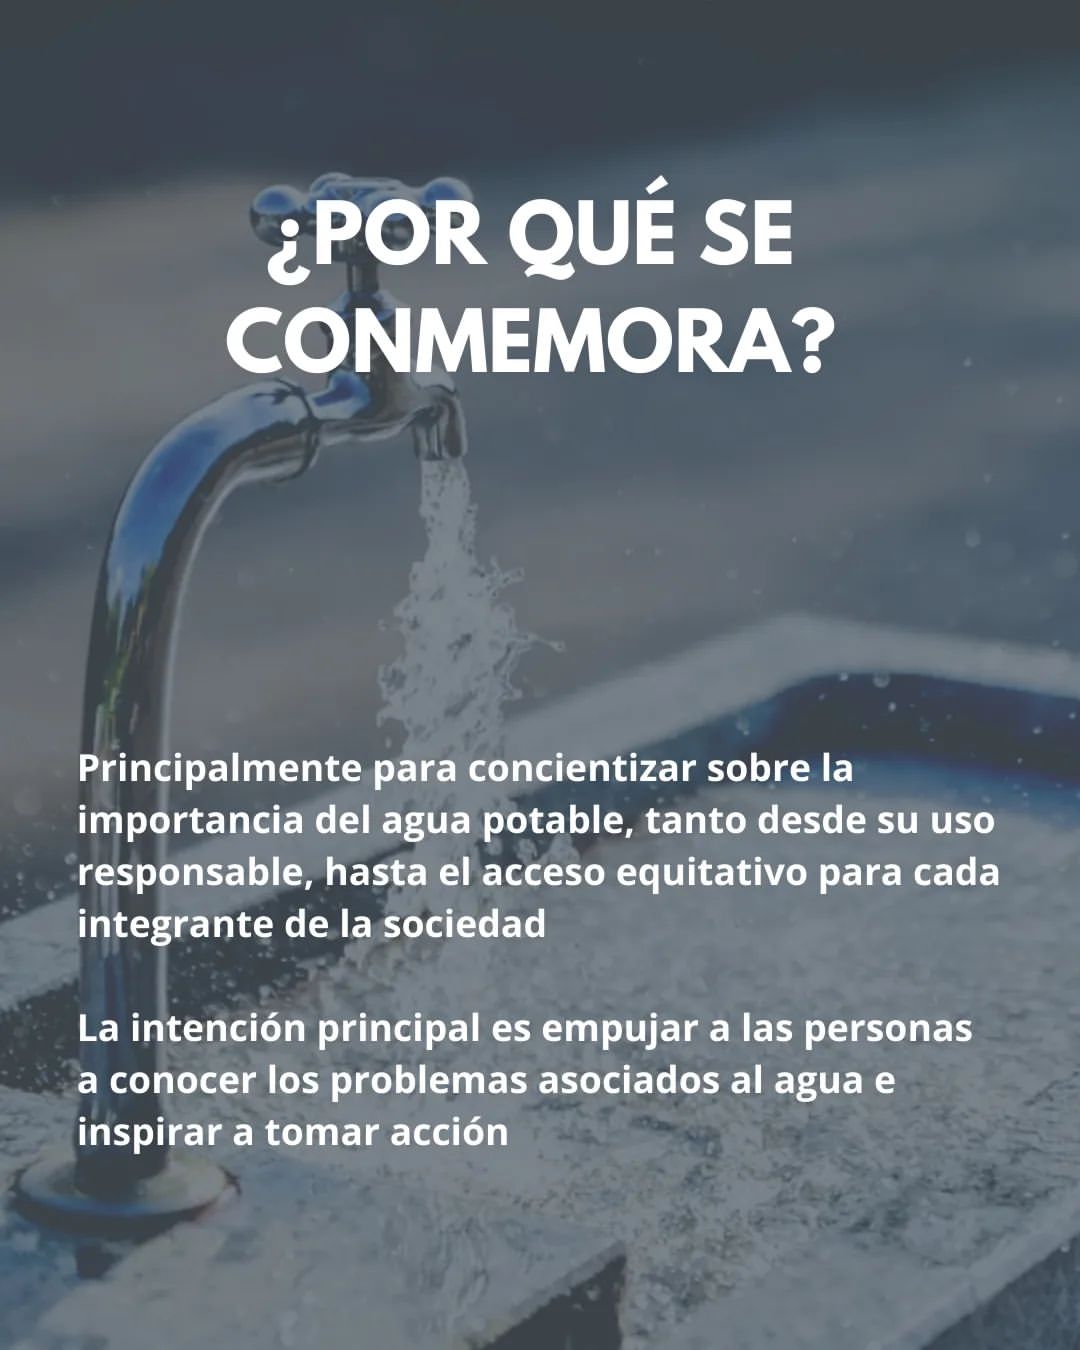 ¿POR QUÉ SE
CONMEMORA?
Principalmente para concientizar sobre la
importancia del agua potable, tanto desde su uso
responsable, hasta el acceso equitativo para cada
integrante de la sociedad
La intención principal es empujar a las personas
a conocer los problemas asociados al agua e
inspirar a tomar acción